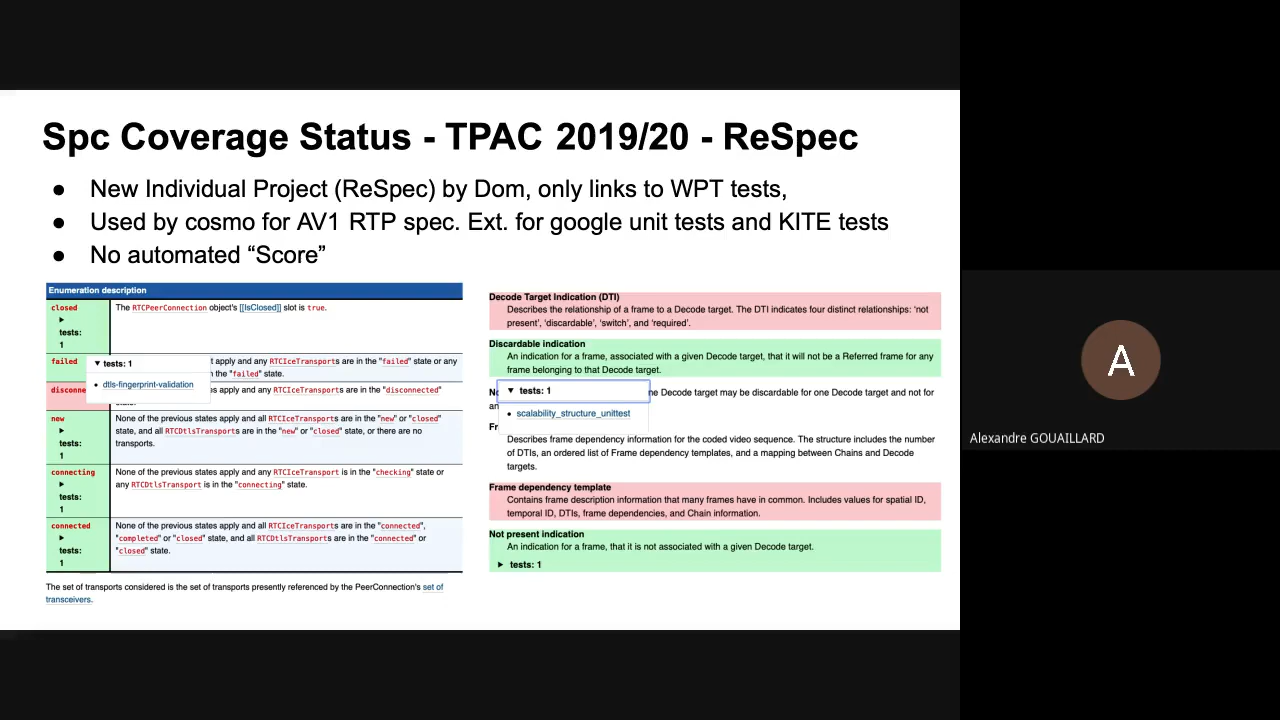 Spc Coverage Status - TPAC 2019/20 - ReSpec
● New Individual Project (ReSpec) by Dom, only links to WPT tests,
● Used by cosmo for AV1 RTP spec. Ext. for google unit tests and KITE tests
● No automated “Score”
Enumeration description
closed
▶
tests:
1
The RTCPeerConnection object's [[IsClosed]] slot is true.
failed
t apply and any RTCIceTransports are in the "failed" state or any
n the "failed" state.
▼ tests: 1
• dtls-fingerprint-validation
disconne
s apply and any RTCIceTransports are in the "disconnected"
new
▶
tests:
1
None of the previous states apply and all RTCIceTransports are in the "new" or "closed"
state, and all RTCDtlsTransports are in the "new" or "closed" state, or there are no
transports.
connecting
▶
tests:
1
None of the previous states apply and any RTCIceTransport is in the "checking" state or
any RTCDtlsTransport is in the "connecting" state.
connected
▶
tests:
1
None of the previous states apply and all RTCIceTransports are in the "connected",
"completed" or "closed" state, and all RTCDtlsTransports are in the "connected" or
"closed" state.
The set of transports considered is the set of transports presently referenced by the PeerConnection's set of
transceivers.
Decode Target Indication (DTI)
Describes the relationship of a frame to a Decode target. The DTI indicates four distinct relationships: ‘not
present’, ‘discardable’, ‘switch’, and ‘required’.
Discardable indication
An indication for a frame, associated with a given Decode target, that it will not be a Referred frame for any
frame belonging to that Decode target.
▼ tests: 1
• scalability_structure_unittest
ne Decode target may be discardable for one Decode target and not for
an
Fr
Describes frame dependency information for the coded video sequence. The structure includes the number
of DTIs, an ordered list of Frame dependency templates, and a mapping between Chains and Decode
targets.
Frame dependency template
Contains frame description information that many frames have in common. Includes values for spatial ID,
temporal ID, DTIs, frame dependencies, and Chain information.
Not present indication
An indication for a frame, that it is not associated with a given Decode target.
▶ tests: 1
A
Alexandre GOUAILLARD